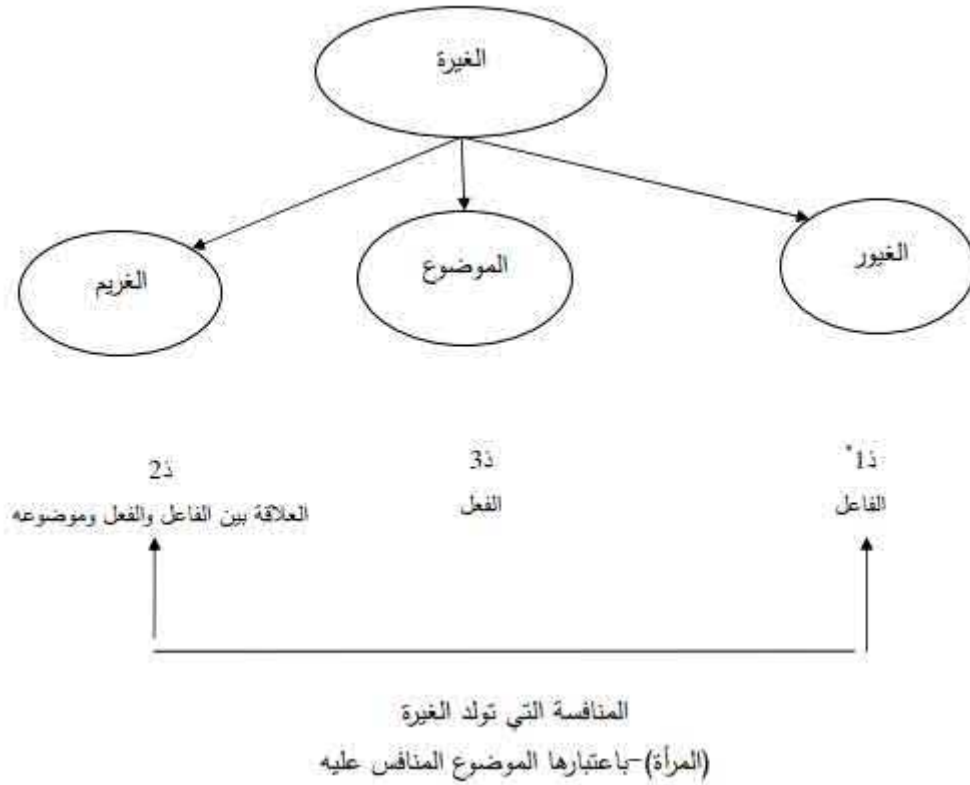 الغيرة
الغيور
الموضوع
الغريم
ذ1*
ذ3
ذ2
الفاعل
الفعل
العلاقة بين الفاعل والفعل وموضوعه
المنافسة التي تولد الغيرة
(المرأة)-باعتبارها الموضوع المنافس عليه